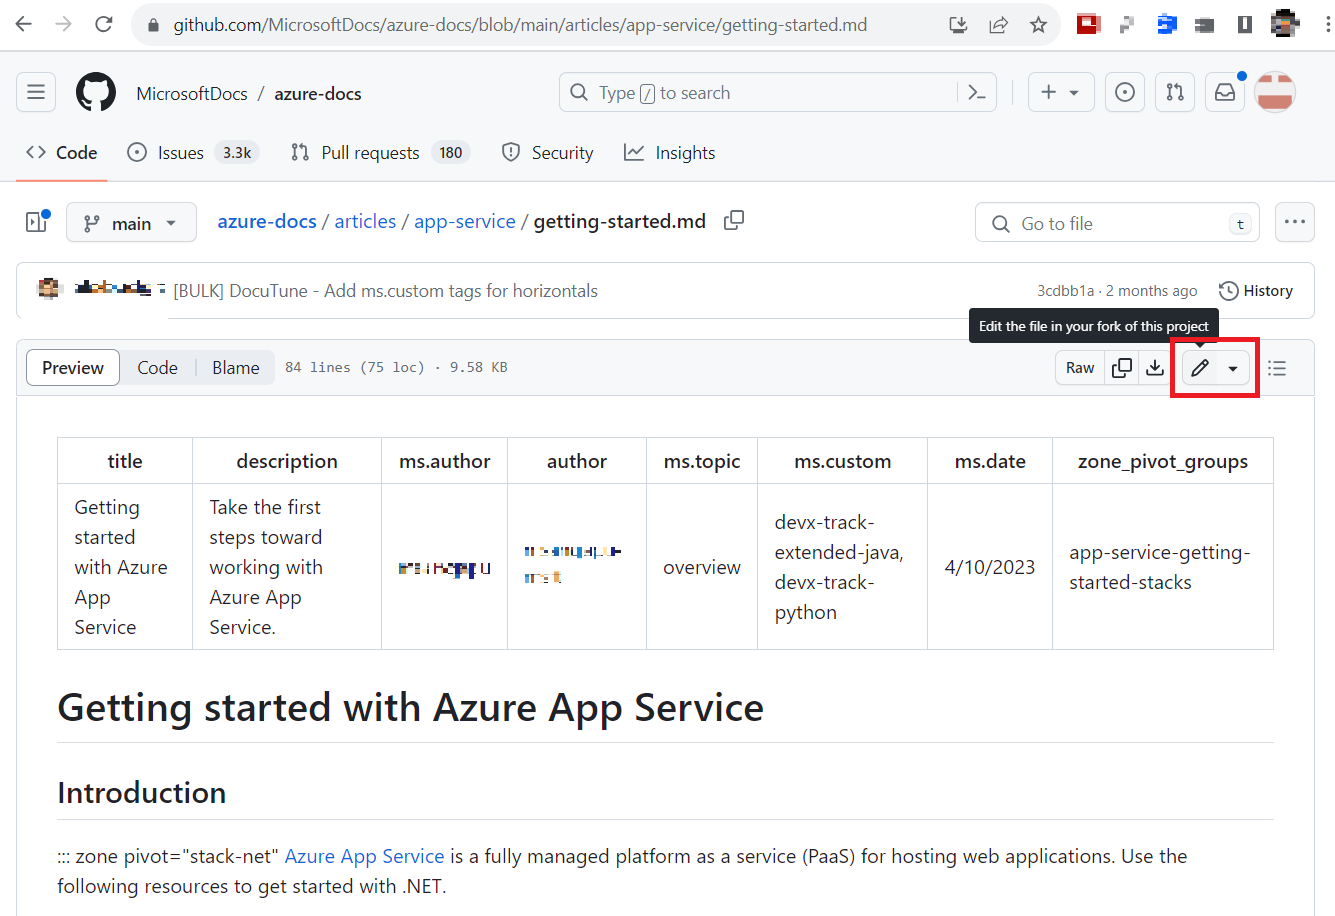 github.com/MicrosoftDocs/azure-docs/blob/main/articles/app-service/getting-started.md
MicrosoftDocs / azure-docs
Type / to search
Code
Issues 3.3k
Pull requests 180
Security
Insights
main
azure-docs / articles / app-service / getting-started.md
Go to file
t
[BULK] DocuTune - Add ms.custom tags for horizontals
3cdbb1a · 2 months ago
History
Edit the file in your fork of this project
Preview
Code
Blame
84 lines (75 loc) · 9.58 KB
Raw
title
description
ms.author
author
ms.topic
ms.custom
ms.date
zone_pivot_groups
Getting
started
with Azure
App
Service
Take the first
steps toward
working with
Azure App
Service.
overview
devx-track-
extended-java,
devx-track-
python
4/10/2023
app-service-getting-
started-stacks
Getting started with Azure App Service
Introduction
::: zone pivot="stack-net" Azure App Service is a fully managed platform as a service (PaaS) for hosting web applications. Use the
following resources to get started with .NET.